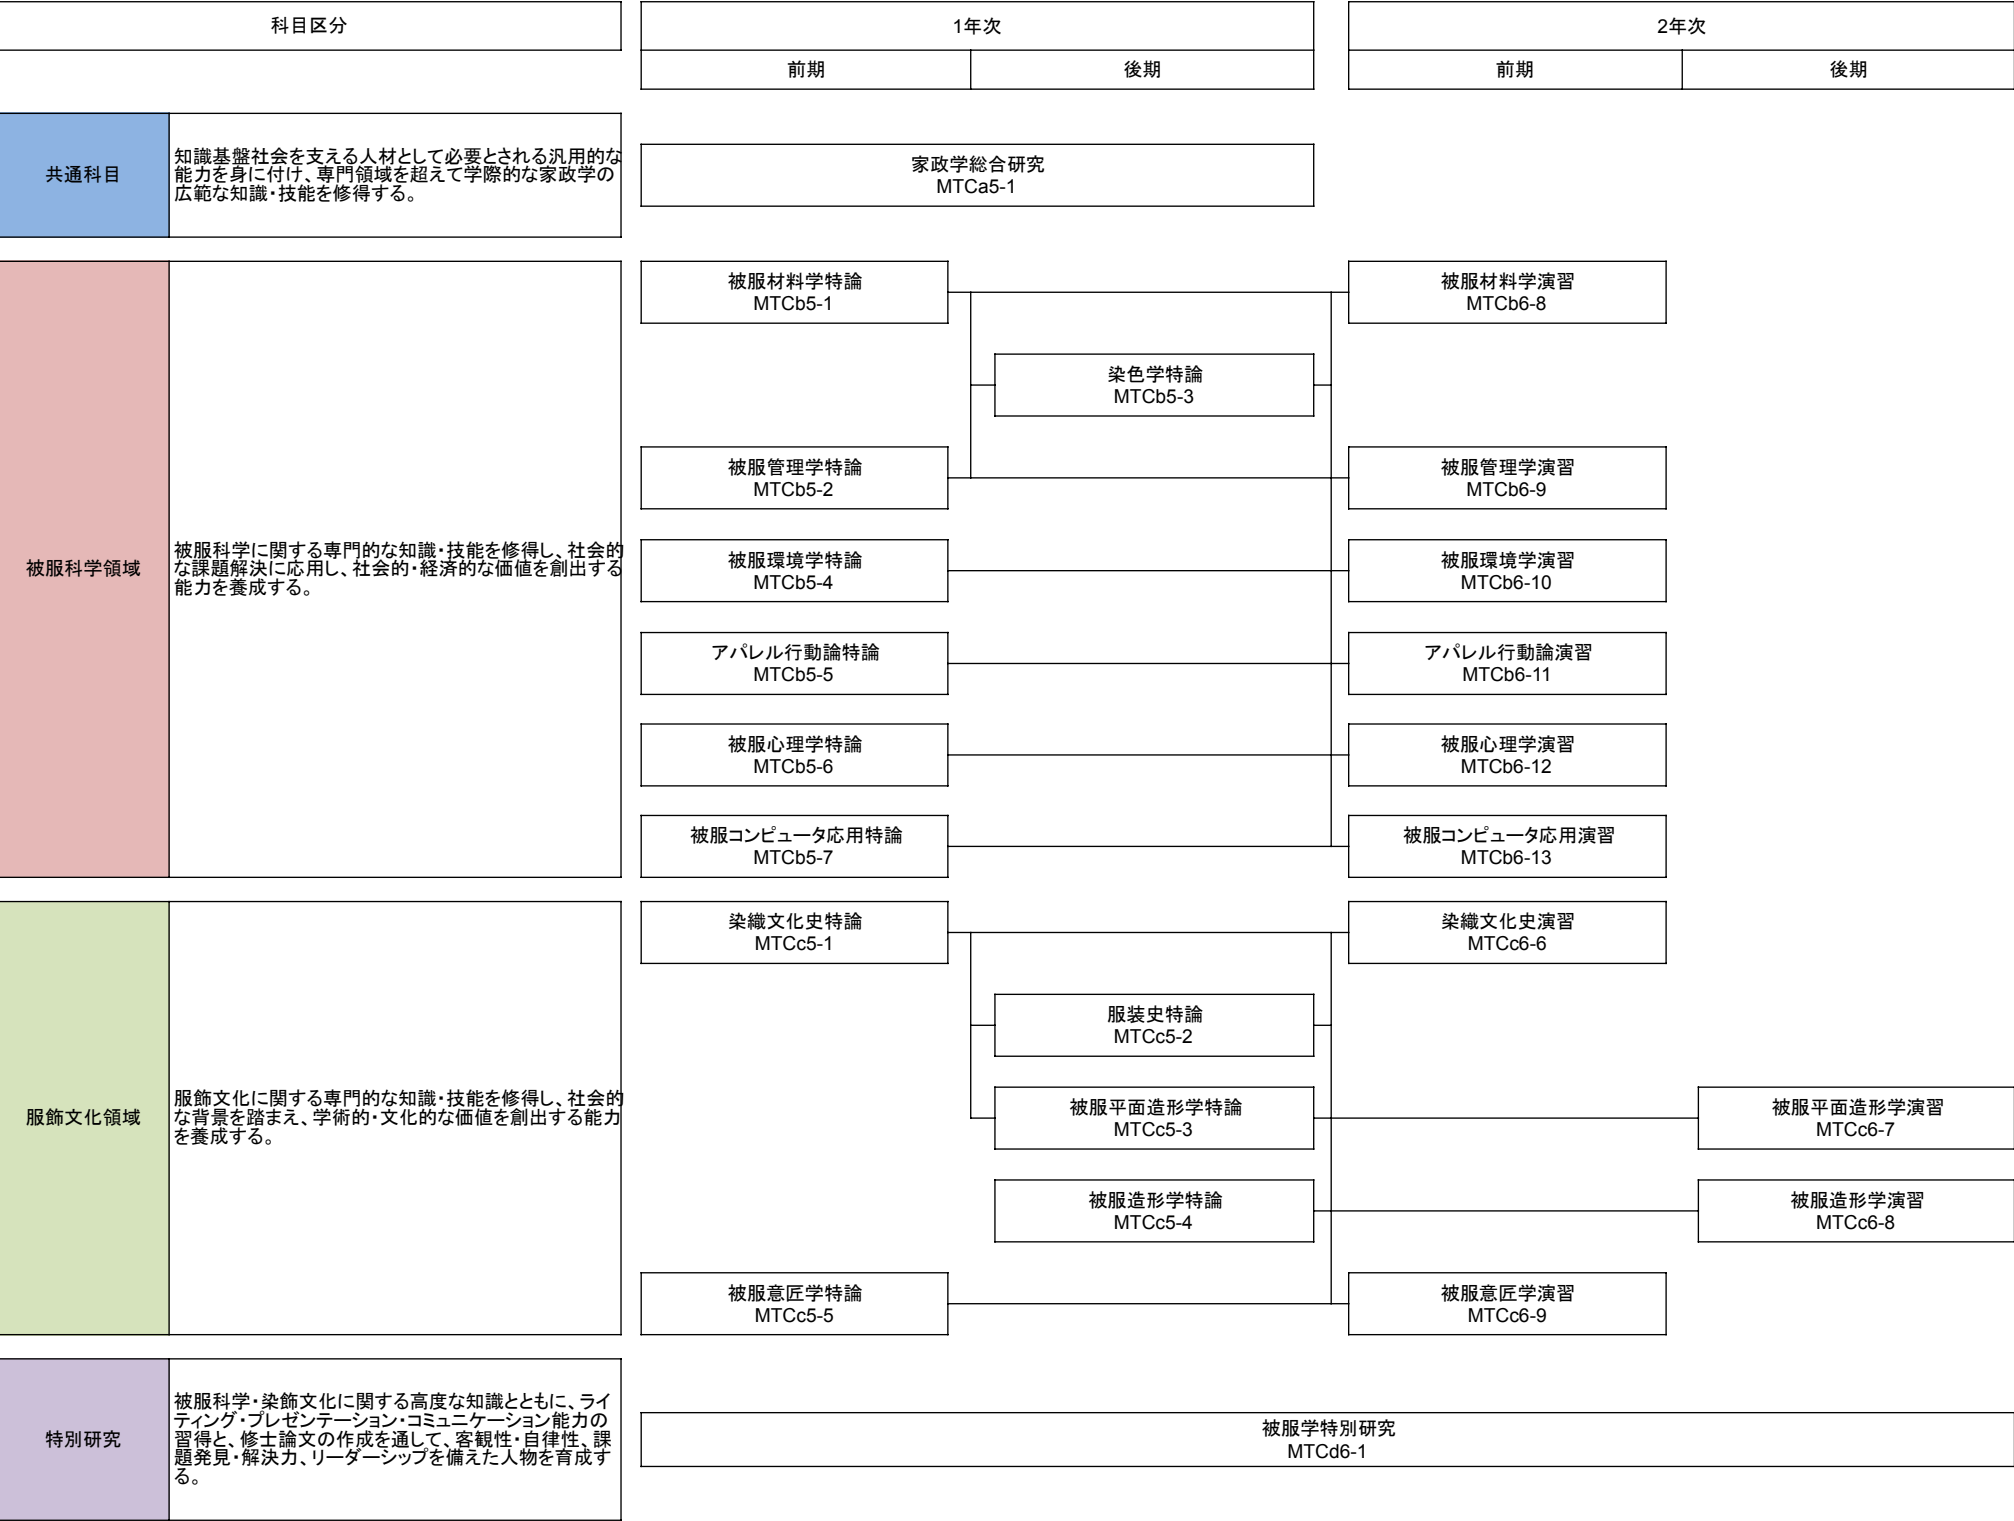 科目区分
1年次
2年次
前期
後期
前期
後期
共通科目
知識基盤社会を支える人材として必要とされる汎用的な
能力を身に付け、専門領域を超えて学際的な家政学の
広範な知識・技能を修得する。
家政学総合研究
MTCa5-1
被服科学領域
被服科学に関する専門的な知識・技能を修得し、社会的
な課題解決に応用し、社会的・経済的な価値を創出する
能力を養成する。
被服材料学特論
MTCb5-1
被服材料学演習
MTCb6-8
染色学特論
MTCb5-3
被服管理学特論
MTCb5-2
被服管理学演習
MTCb6-9
被服環境学特論
MTCb5-4
被服環境学演習
MTCb6-10
アパレル行動論特論
MTCb5-5
アパレル行動論演習
MTCb6-11
被服心理学特論
MTCb5-6
被服心理学演習
MTCb6-12
被服コンピュータ応用特論
MTCb5-7
被服コンピュータ応用演習
MTCb6-13
服飾文化領域
服飾文化に関する専門的な知識・技能を修得し、社会的
な背景を踏まえ、学術的・文化的な価値を創出する能力
を養成する。
染織文化史特論
MTCc5-1
染織文化史演習
MTCc6-6
服装史特論
MTCc5-2
被服平面造形学特論
MTCc5-3
被服平面造形学演習
MTCc6-7
被服造形学特論
MTCc5-4
被服造形学演習
MTCc6-8
被服意匠学特論
MTCc5-5
被服意匠学演習
MTCc6-9
特別研究
被服科学・染飾文化に関する高度な知識とともに、ライ
ティング・プレゼンテーション・コミュニケーション能力の
習得と、修士論文の作成を通して、客観性・自律性、課
題発見・解決力、リーダーシップを備えた人物を育成す
る。
被服学特別研究
MTCd6-1